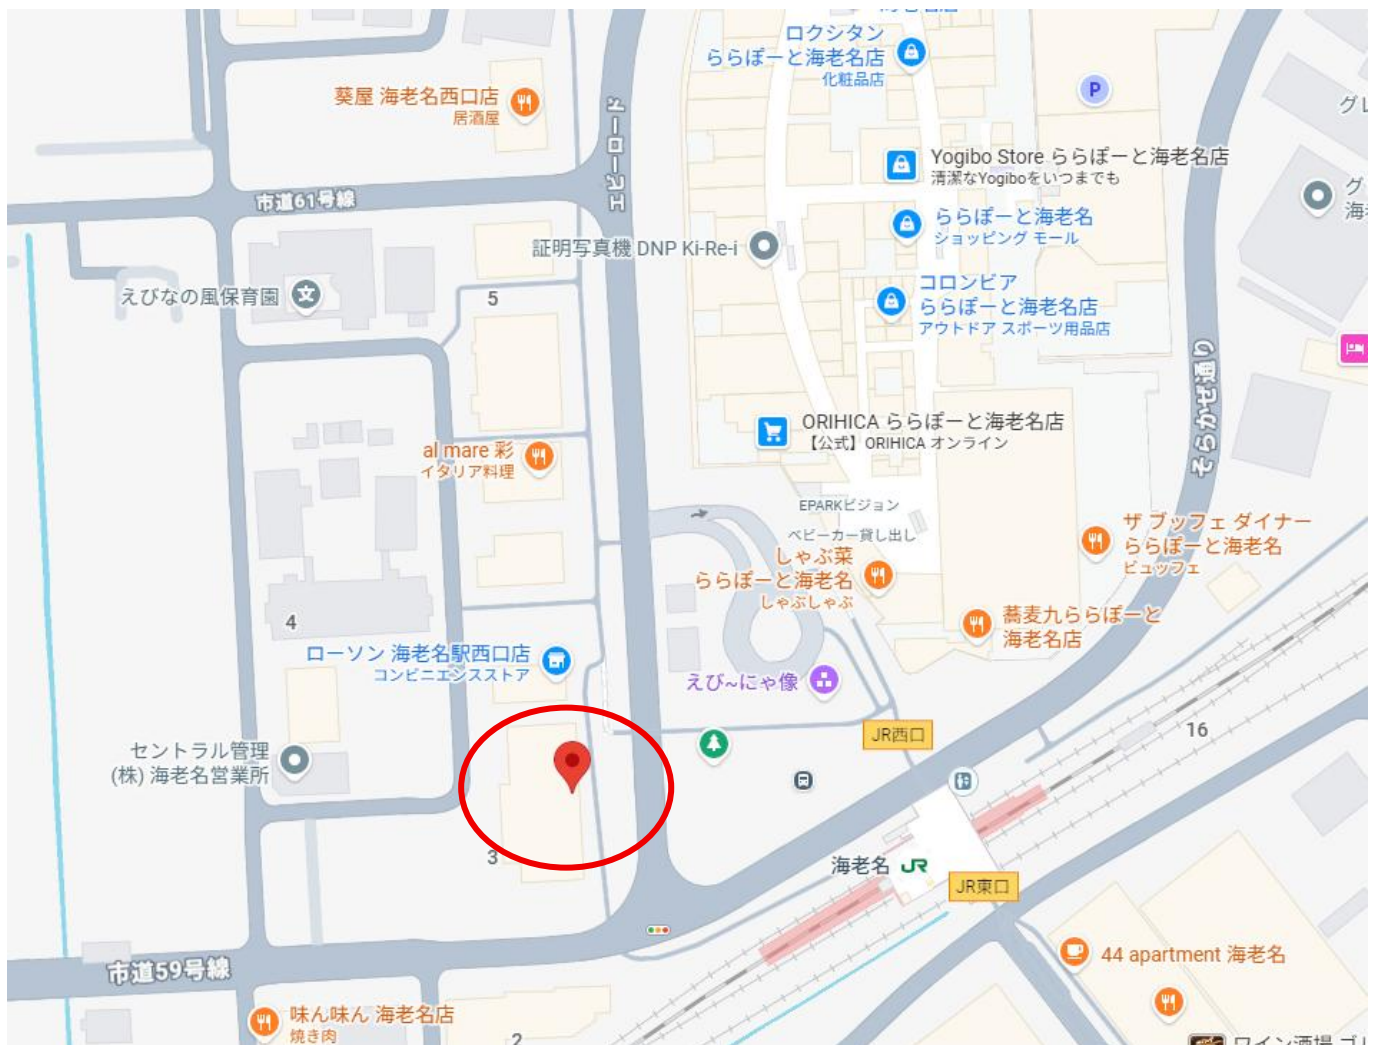 ロクシタン
ららぽーと海老名店
化粧品店
P
葵屋 海老名西口店
居酒屋
エスローロード
Yogibo Store ららぽーと海老名店
清潔なYogiboをいつまでも
市道61号線
ららぽーと海老名
ショッピング モール
証明写真機 DNP Ki-Re-i
コロンビア
ららぽーと海老名店
アウトドア スポーツ用品店
えびなの風保育園
文
5
そらかぜ通り
ORIHICA ららぽーと海老名店
【公式】ORIHICA オンライン
al mare 彩
イタリア料理
EPARKビジョン
ベビーカー貸し出し
ザ ブッフェ ダイナー
ららぽーと海老名
ビュッフェ
しゃぶ菜
ららぽーと海老名
しゃぶしゃぶ
蕎麦九ららぽーと
海老名店
4
ローソン 海老名駅西口店
コンビニエンスストア
えび~にゃ像
JR西口
16
セントラル管理
(株) 海老名営業所
3
海老名 JR
JR東口
44 apartment 海老名
市道59号線
味ん味ん 海老名店
焼き肉
2